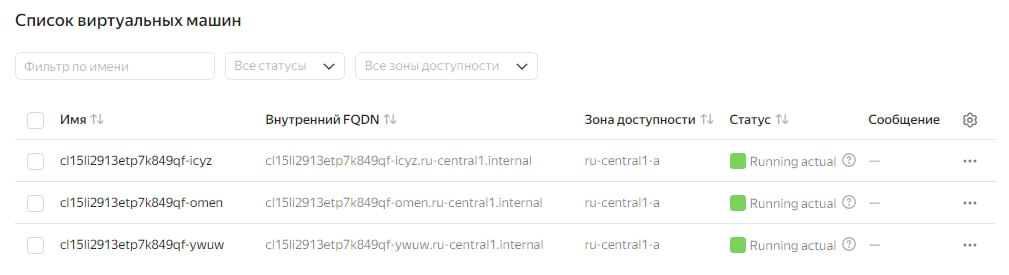 Список виртуальных машин
Фильтр по имени Все статусы Все зоны доступности
Имя Внутренний FQDN Зона доступности Статус Сообщение
cl15li2913etp7k849qf-icyz cl15li2913etp7k849qf-icyz.ru-central1.internal ru-central1-a Running actual ? —
cl15li2913etp7k849qf-omen cl15li2913etp7k849qf-omen.ru-central1.internal ru-central1-a Running actual ? —
cl15li2913etp7k849qf-ywuw cl15li2913etp7k849qf-ywuw.ru-central1.internal ru-central1-a Running actual ? —